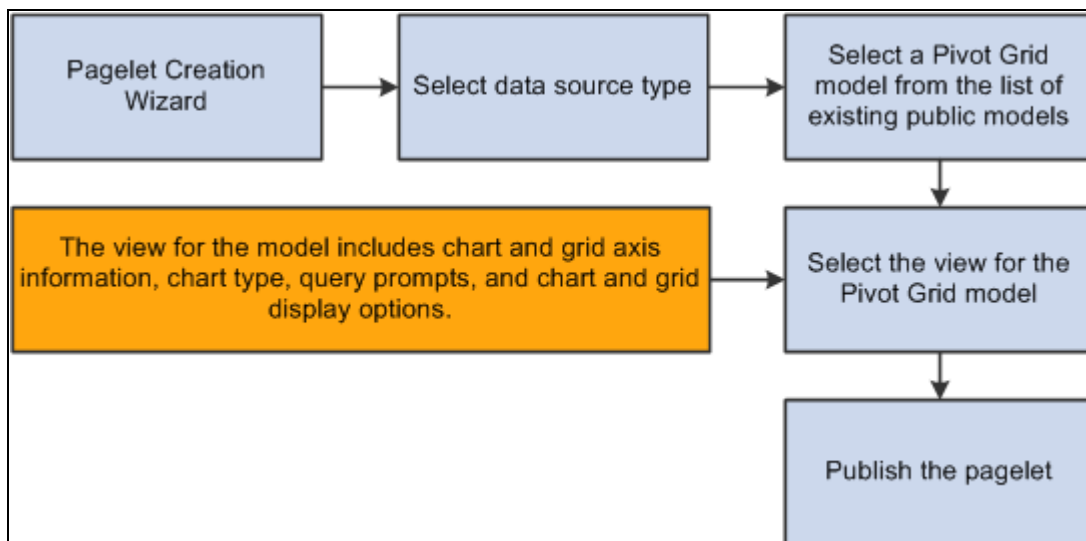 Pagelet Creation
Wizard
Select data source type
Select a Pivot Grid
model from the list of
existing public models
The view for the model includes chart and grid axis
information, chart type, query prompts, and chart and grid
display options.
Select the view for the
Pivot Grid model
Publish the pagelet